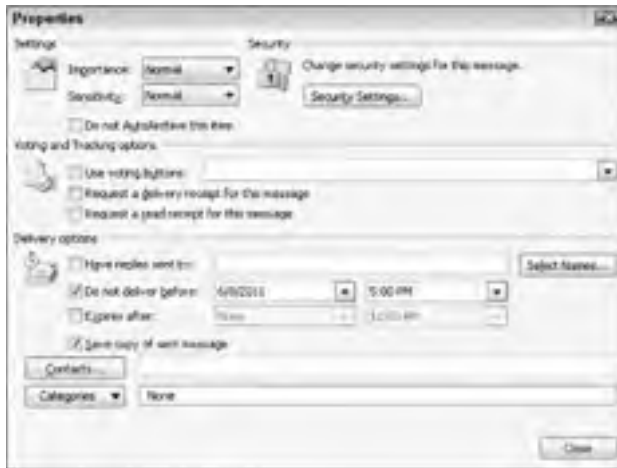 Properties
Settings
Security
Importance: Normal
Change security settings for this message.
Sensitivity: Normal
Security Settings...
Do not AutoArchive this item
Voting and Tracking options
Use voting buttons:
Request a delivery receipt for this message
Request a read receipt for this message
Delivery options
Have replies sent to:
Select Names...
Do not deliver before: 5:00 PM
Expires after: None 12:00 AM
Save copy of sent message
Contacts...
Categories None
Close